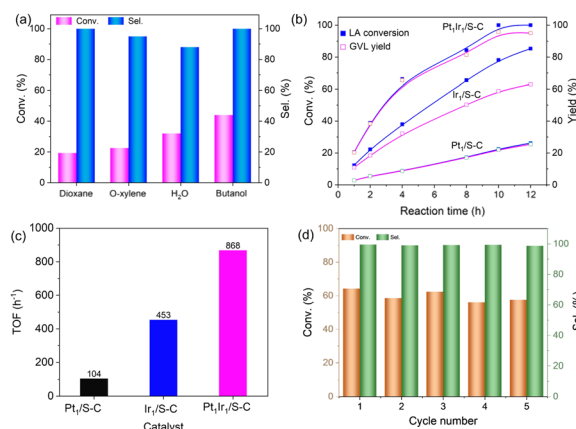 (a)
Conv.
Sel.
100
80
60
40
20
0
Conv. (%)
100
80
60
40
20
0
Sel. (%)
Dioxane
O-xylene
H₂O
Butanol
(b)
LA conversion
GVL yield
Pt₁Ir₁/S-C
Ir₁/S-C
Pt₁/S-C
100
80
60
40
20
0
Conv. (%)
100
80
60
40
20
0
Yield (%)
2
4
6
8
10
12
Reaction time (h)
(c)
1000
800
600
400
200
0
TOF (h⁻¹)
104
453
868
Pt₁/S-C
Ir₁/S-C
Pt₁Ir₁/S-C
Catalyst
(d)
Conv.
Sel.
100
80
60
40
20
0
Conv. (%)
100
80
60
40
20
0
Sel. (%)
1
2
3
4
5
Cycle number